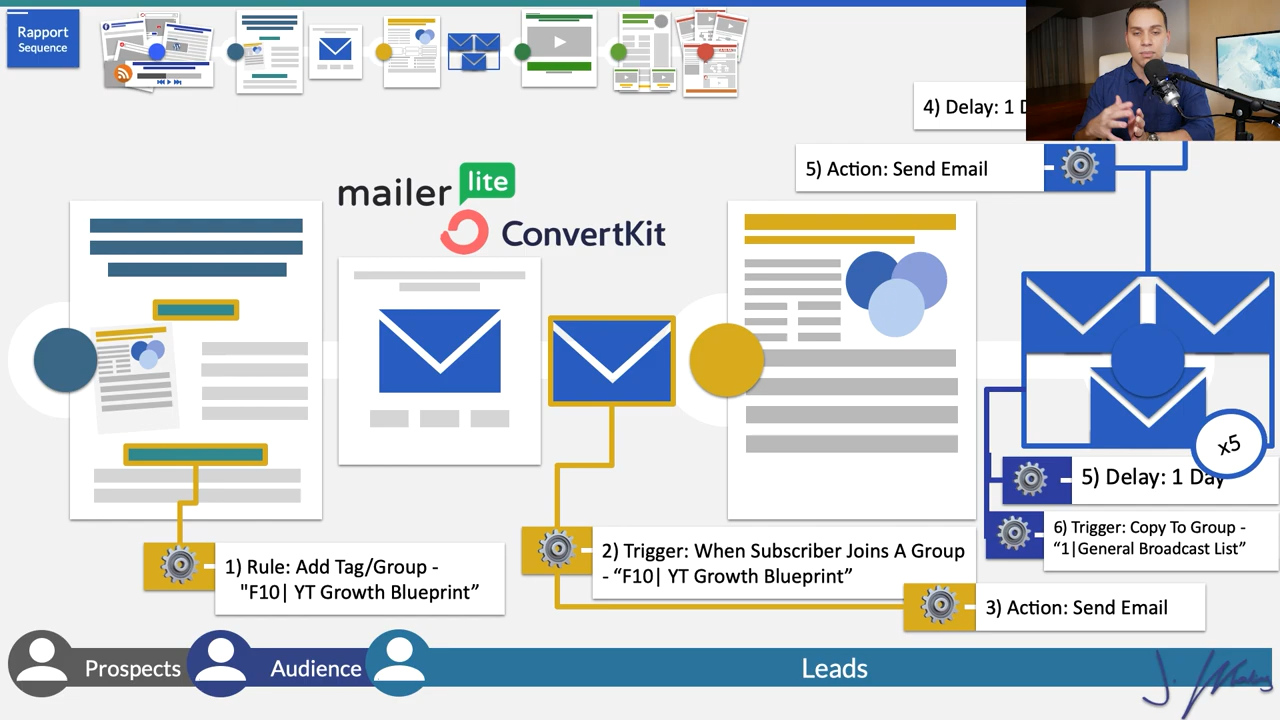 Rapport
Sequence
4) Delay: 1 D
5) Action: Send Email
mailer lite
ConvertKit
x5
5) Delay: 1 Day
6) Trigger: Copy To Group -
“1|General Broadcast List”
1) Rule: Add Tag/Group -
"F10| YT Growth Blueprint”
2) Trigger: When Subscriber Joins A Group
- “F10| YT Growth Blueprint”
3) Action: Send Email
Prospects
Audience
Leads